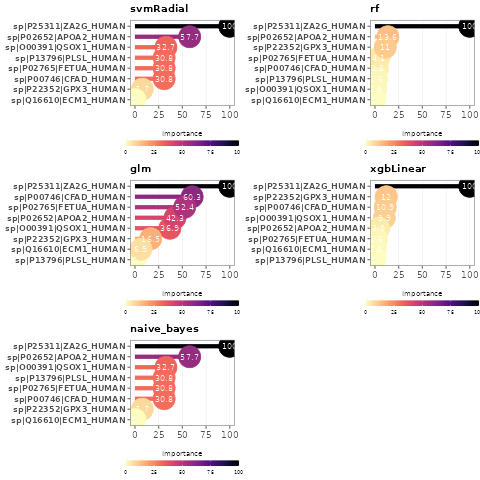 svmRadial
sp|P25311|ZA2G_HUMAN 100
sp|P02652|APOA2_HUMAN 57.7
sp|O00391|QSOX1_HUMAN 32.7
sp|P13796|PLSL_HUMAN 30.8
sp|P02765|FETUA_HUMAN 30.8
sp|P00746|CFAD_HUMAN 30.8
sp|P22352|GPX3_HUMAN
sp|Q16610|ECM1_HUMAN
0 25 50 75 100
importance
0 25 50 75 100
rf
sp|P25311|ZA2G_HUMAN 100
sp|P02652|APOA2_HUMAN 13.6
sp|P22352|GPX3_HUMAN 11
sp|P02765|FETUA_HUMAN
sp|P00746|CFAD_HUMAN
sp|P13796|PLSL_HUMAN
sp|O00391|QSOX1_HUMAN
sp|Q16610|ECM1_HUMAN
0 25 50 75 100
importance
0 25 50 75 100
glm
sp|P25311|ZA2G_HUMAN 100
sp|P00746|CFAD_HUMAN 60.3
sp|P02765|FETUA_HUMAN 52.4
sp|P02652|APOA2_HUMAN 42.3
sp|O00391|QSOX1_HUMAN 36.9
sp|P22352|GPX3_HUMAN 16.5
sp|Q16610|ECM1_HUMAN
sp|P13796|PLSL_HUMAN
0 25 50 75 100
importance
0 25 50 75 100
xgbLinear
sp|P25311|ZA2G_HUMAN 100
sp|P22352|GPX3_HUMAN 12
sp|P00746|CFAD_HUMAN 10.9
sp|O00391|QSOX1_HUMAN
sp|P02652|APOA2_HUMAN
sp|P02765|FETUA_HUMAN
sp|Q16610|ECM1_HUMAN
sp|P13796|PLSL_HUMAN
0 25 50 75 100
importance
0 25 50 75 100
naive_bayes
sp|P25311|ZA2G_HUMAN 100
sp|P02652|APOA2_HUMAN 57.7
sp|O00391|QSOX1_HUMAN 32.7
sp|P13796|PLSL_HUMAN 30.8
sp|P02765|FETUA_HUMAN 30.8
sp|P00746|CFAD_HUMAN 30.8
sp|P22352|GPX3_HUMAN
sp|Q16610|ECM1_HUMAN
0 25 50 75 100
importance
0 25 50 75 100